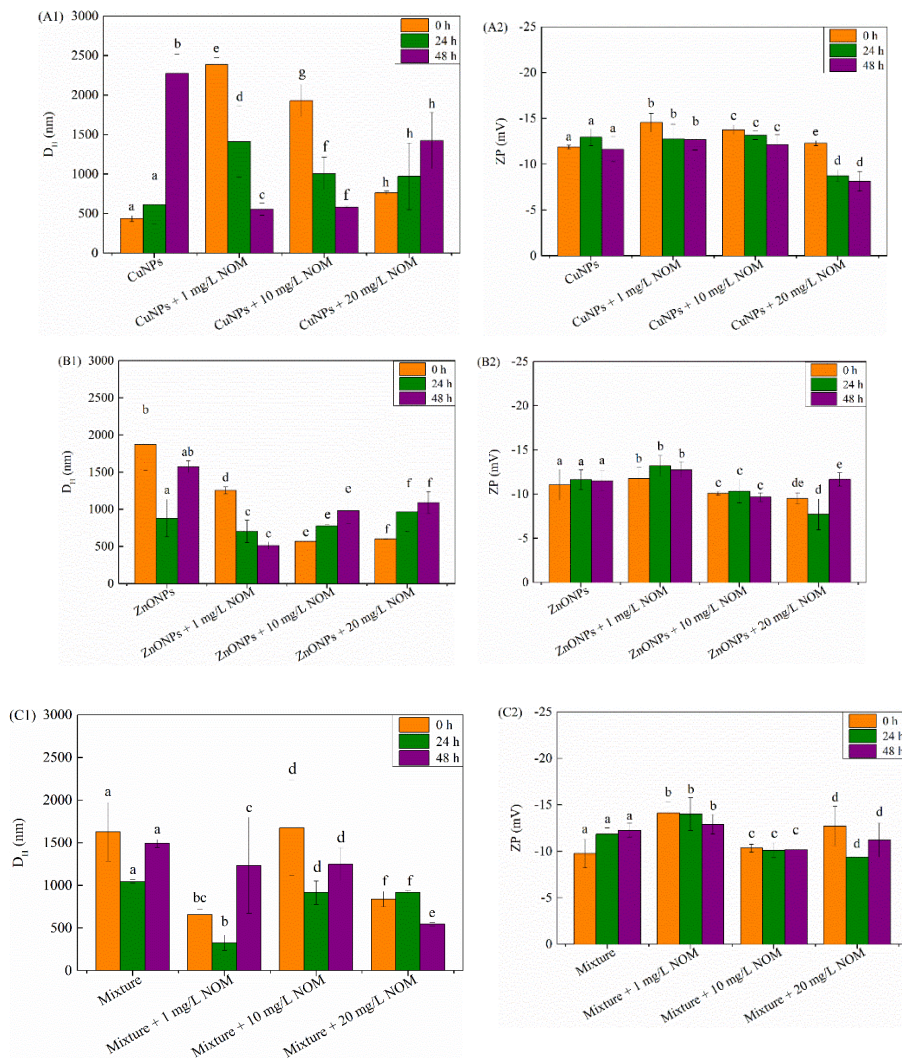 (A1)
3000
2500
2000
1500
1000
500
0
D_H (nm)
0 h
24 h
48 h
a
a
b
e
d
c
g
f
f
h
h
h
CuNPs
CuNPs + 1 mg/L NOM
CuNPs + 10 mg/L NOM
CuNPs + 20 mg/L NOM
(A2)
-25
-20
-15
-10
-5
0
ZP (mV)
0 h
24 h
48 h
a
a
a
b
b
b
c
c
c
e
d
d
CuNPs
CuNPs + 1 mg/L NOM
CuNPs + 10 mg/L NOM
CuNPs + 20 mg/L NOM
(B1)
3000
2500
2000
1500
1000
500
0
D_H (nm)
0 h
24 h
48 h
b
a
ab
d
c
c
e
e
e
f
f
f
ZnONPs
ZnONPs + 1 mg/L NOM
ZnONPs + 10 mg/L NOM
ZnONPs + 20 mg/L NOM
(B2)
-25
-20
-15
-10
-5
0
ZP (mV)
0 h
24 h
48 h
a
a
a
b
b
b
c
c
c
de
d
e
ZnONPs
ZnONPs + 1 mg/L NOM
ZnONPs + 10 mg/L NOM
ZnONPs + 20 mg/L NOM
(C1)
3000
2500
2000
1500
1000
500
0
D_H (nm)
0 h
24 h
48 h
a
a
a
bc
b
c
d
d
d
f
f
e
Mixture
Mixture + 1 mg/L NOM
Mixture + 10 mg/L NOM
Mixture + 20 mg/L NOM
(C2)
-25
-20
-15
-10
-5
0
ZP (mV)
0 h
24 h
48 h
a
a
a
b
b
b
c
c
c
d
d
d
Mixture
Mixture + 1 mg/L NOM
Mixture + 10 mg/L NOM
Mixture + 20 mg/L NOM